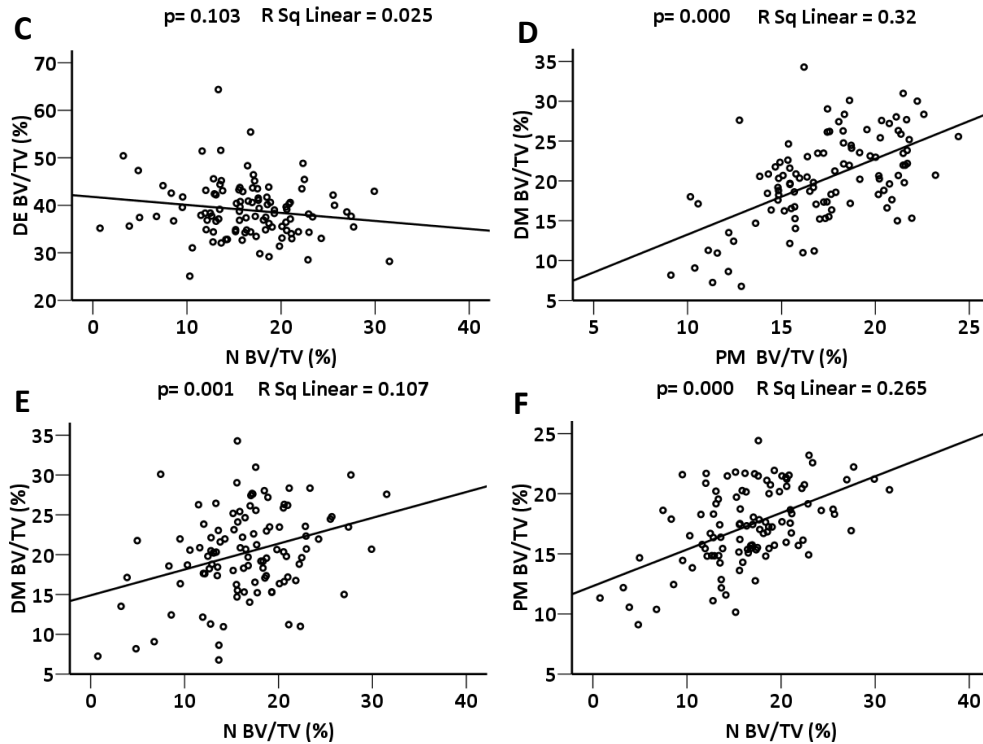 C
p= 0.103 R Sq Linear = 0.025
DE BV/TV (%)
70
60
50
40
30
20
0 10 20 30 40
N BV/TV (%)
D
p= 0.000 R Sq Linear = 0.32
DM BV/TV (%)
35
30
25
20
15
10
5
5 10 15 20 25
PM BV/TV (%)
E
p= 0.001 R Sq Linear = 0.107
DM BV/TV (%)
35
30
25
20
15
10
5
0 10 20 30 40
N BV/TV (%)
F
p= 0.000 R Sq Linear = 0.265
PM BV/TV (%)
25
20
15
10
5
0 10 20 30 40
N BV/TV (%)